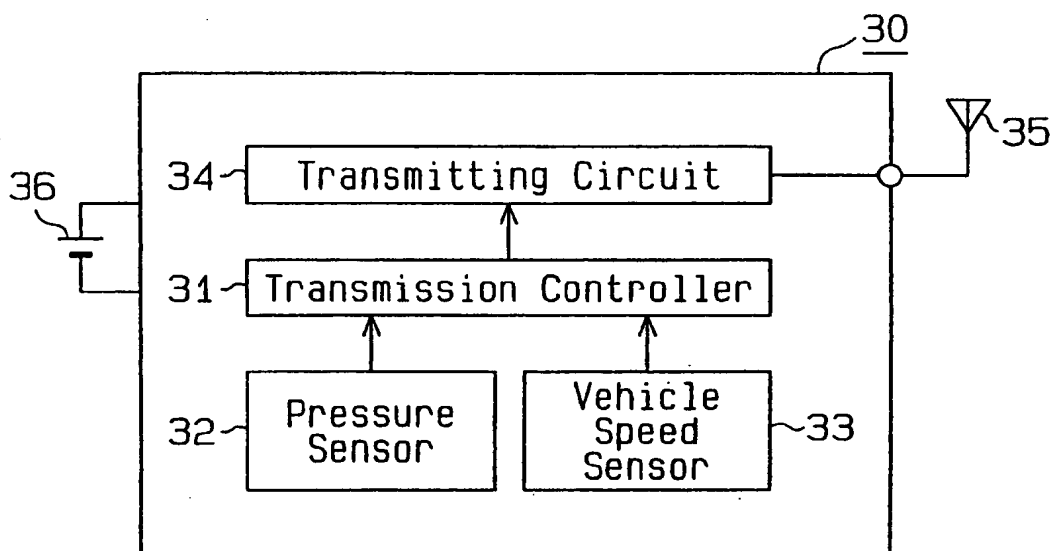 30
35
34
Transmitting Circuit
36
31
Transmission Controller
32
Pressure
Sensor
Vehicle
Speed
Sensor
33